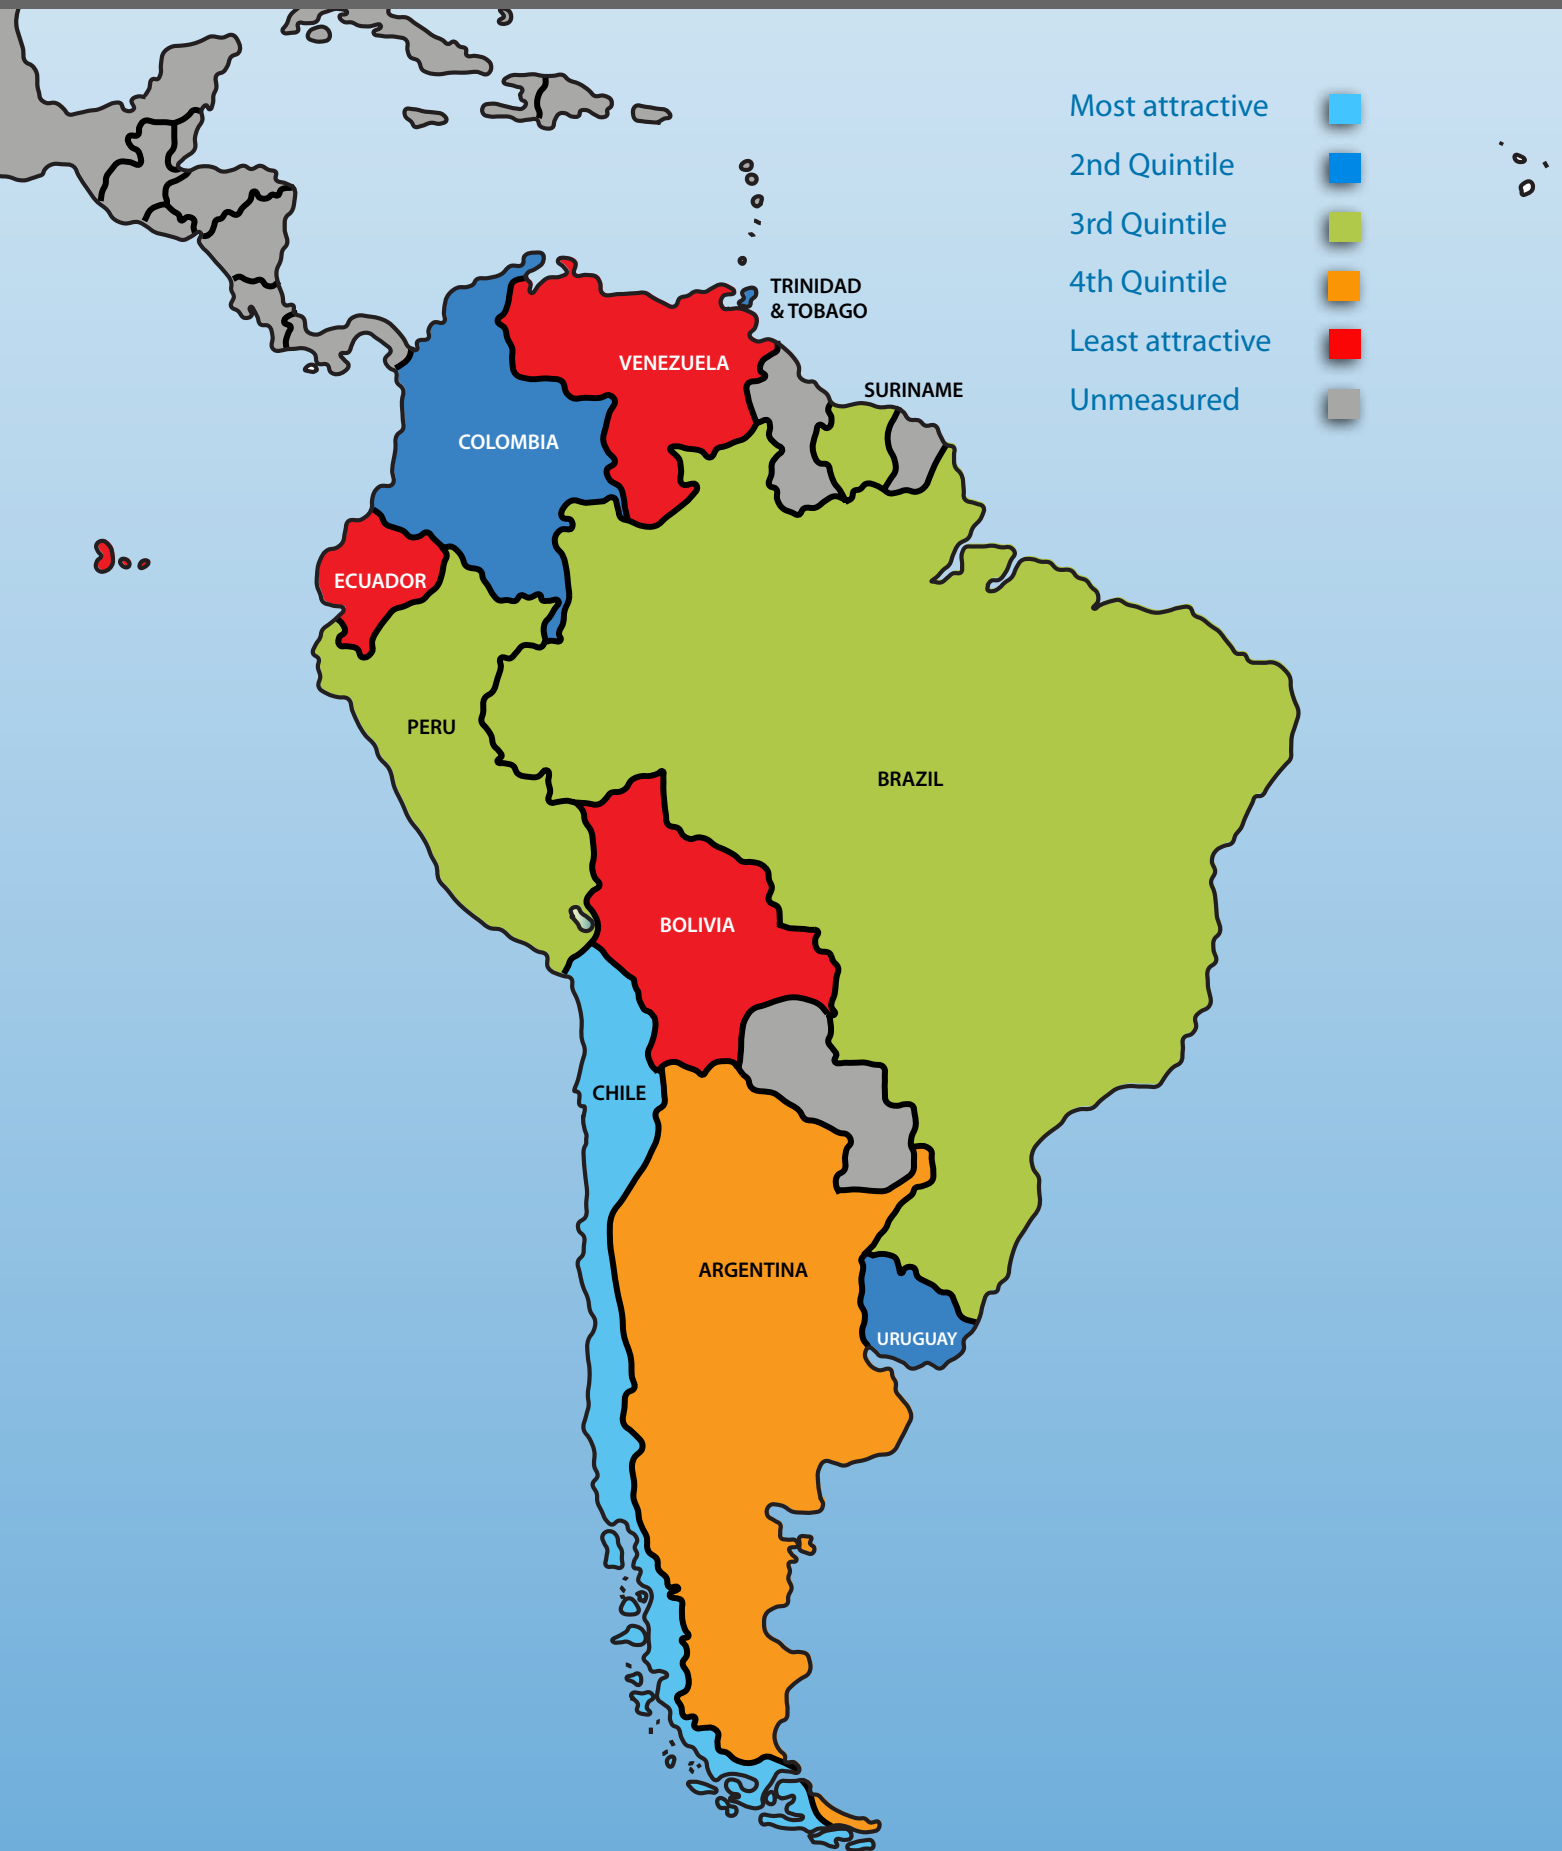 Most attractive
2nd Quintile
3rd Quintile
4th Quintile
Least attractive
Unmeasured
TRINIDAD
& TOBAGO
VENEZUELA
SURINAME
COLOMBIA
ECUADOR
PERU
BRAZIL
BOLIVIA
CHILE
ARGENTINA
URUGUAY